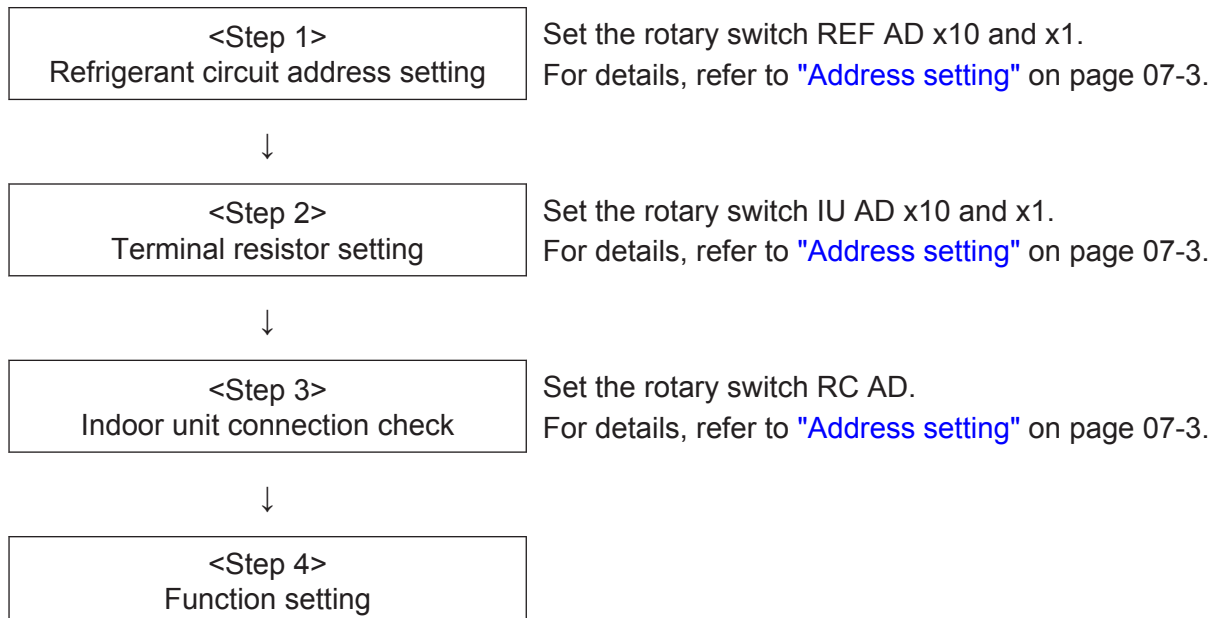 <Step 1>
Refrigerant circuit address setting
Set the rotary switch REF AD x10 and x1.
For details, refer to "Address setting" on page 07-3.
↓
<Step 2>
Terminal resistor setting
Set the rotary switch IU AD x10 and x1.
For details, refer to "Address setting" on page 07-3.
↓
<Step 3>
Indoor unit connection check
Set the rotary switch RC AD.
For details, refer to "Address setting" on page 07-3.
↓
<Step 4>
Function setting